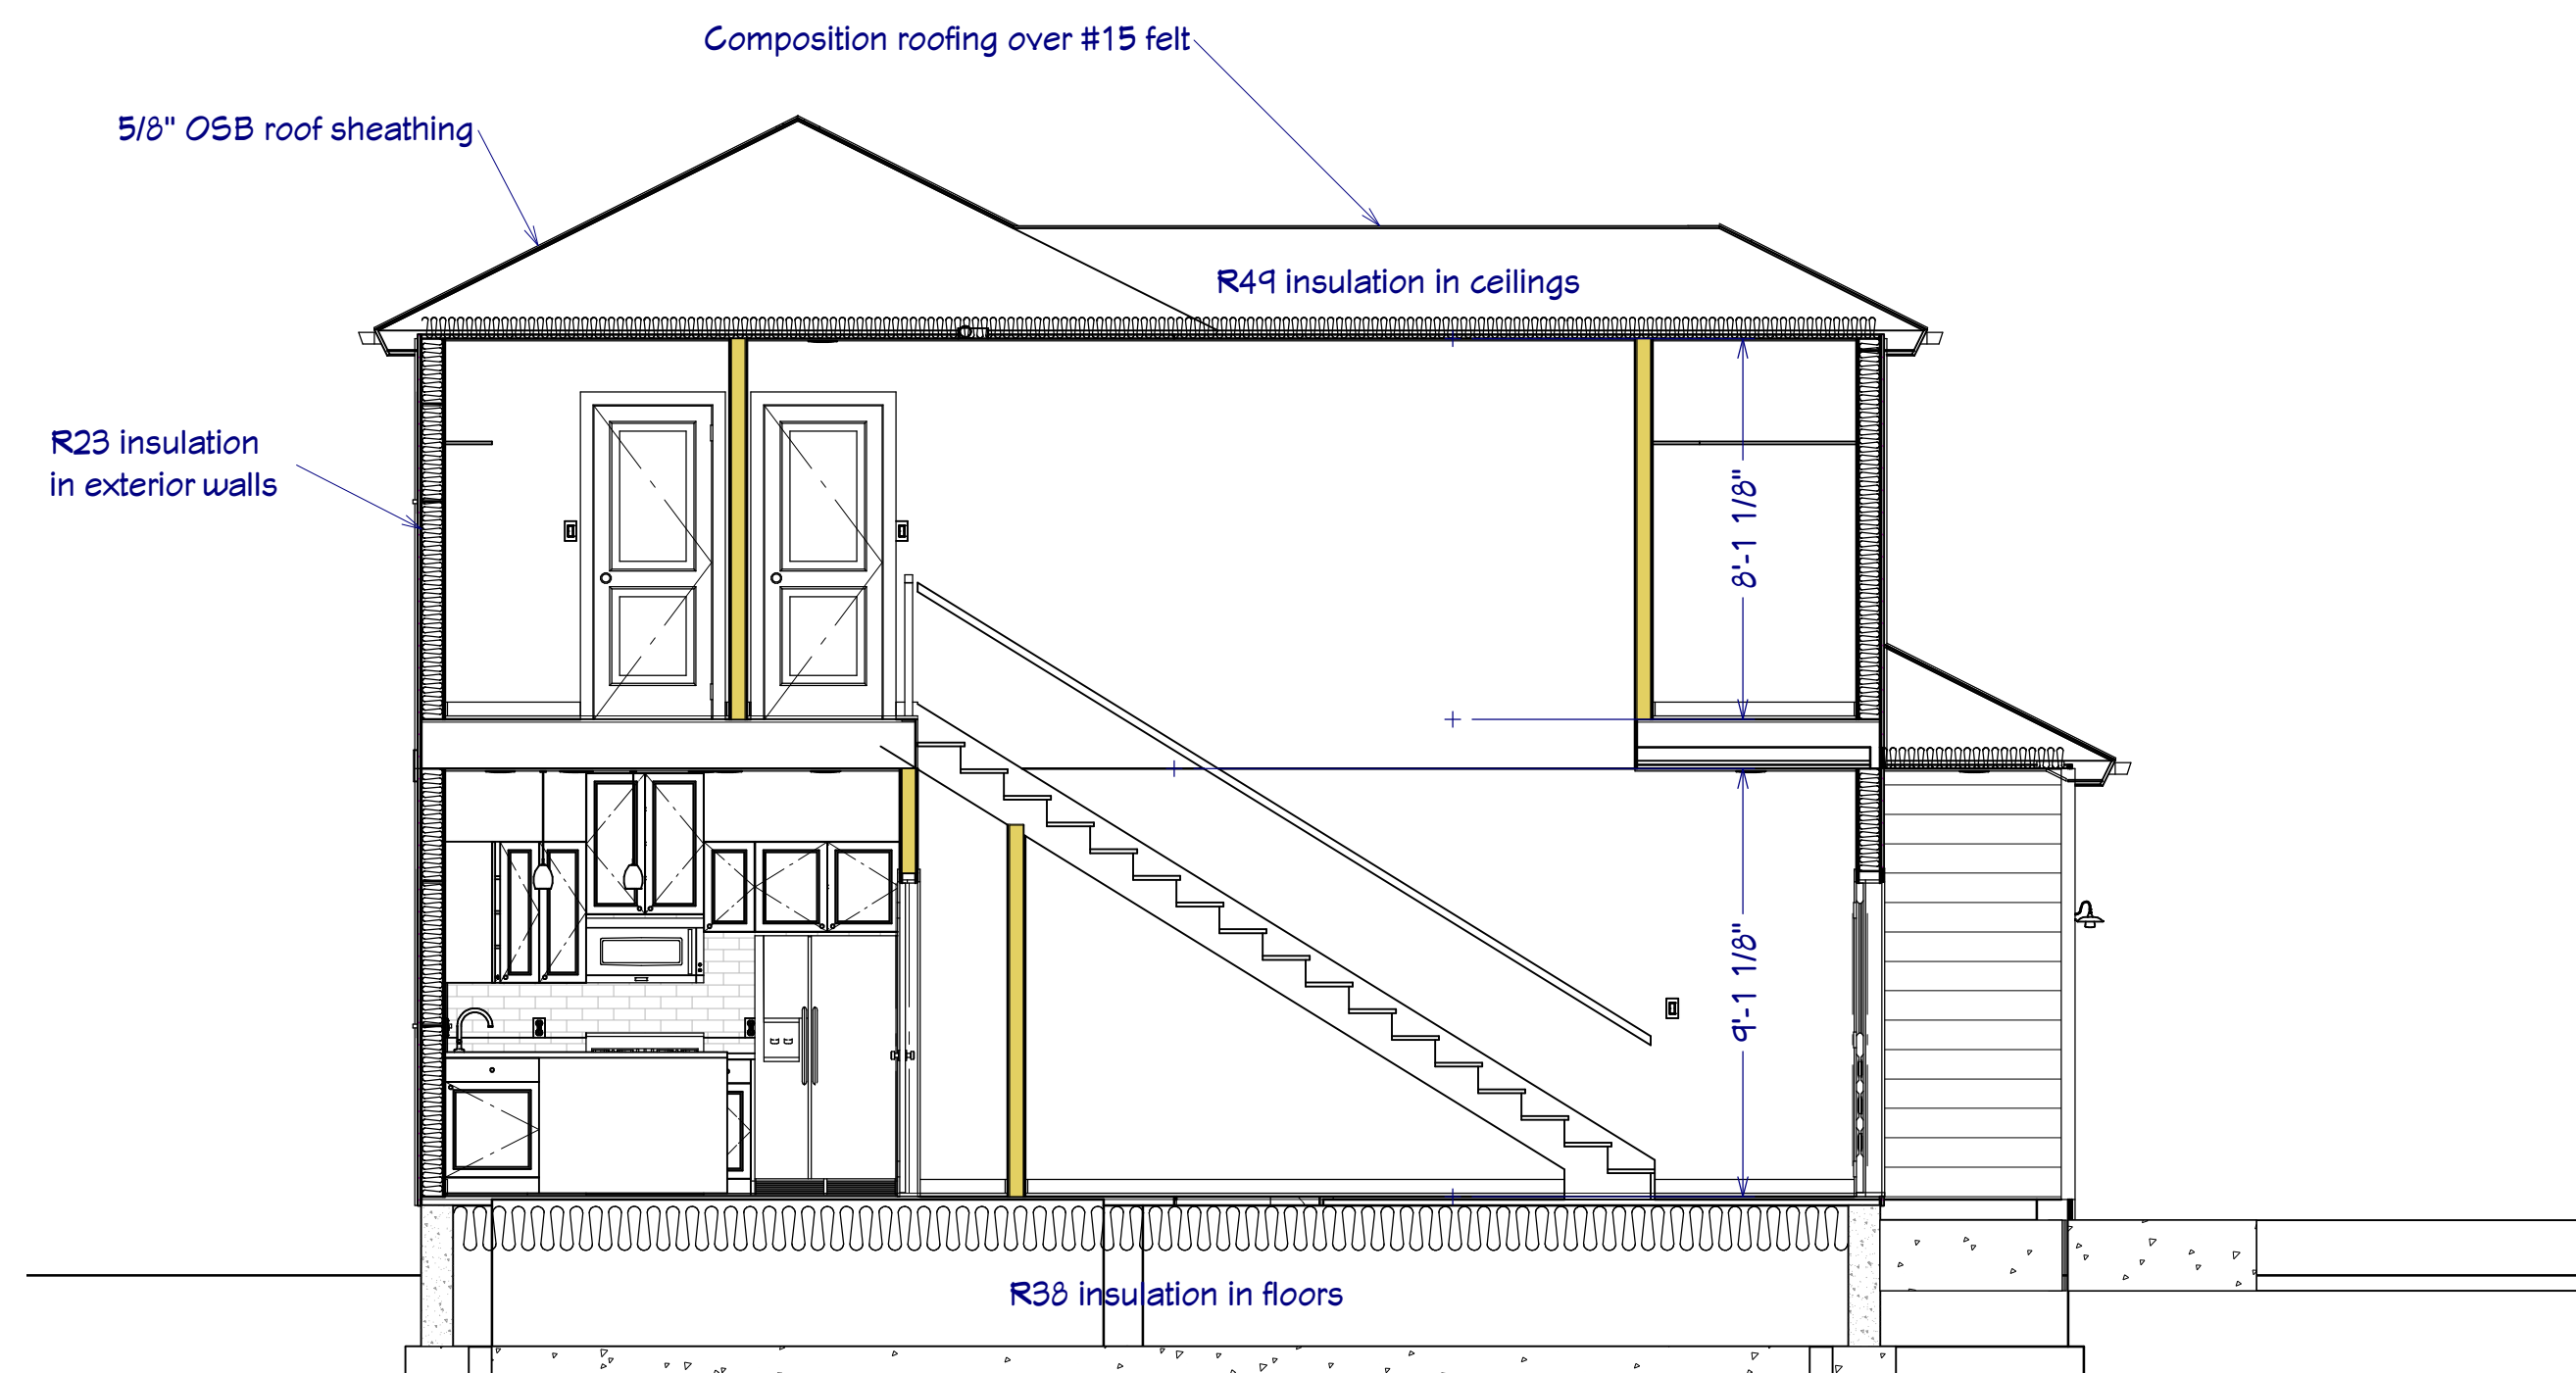 Composition roofing over #15 felt
5/8" OSB roof sheathing
R49 insulation in ceilings
R23 insulation
in exterior walls
8'-1 1/8"
9'-1 1/8"
R38 insulation in floors